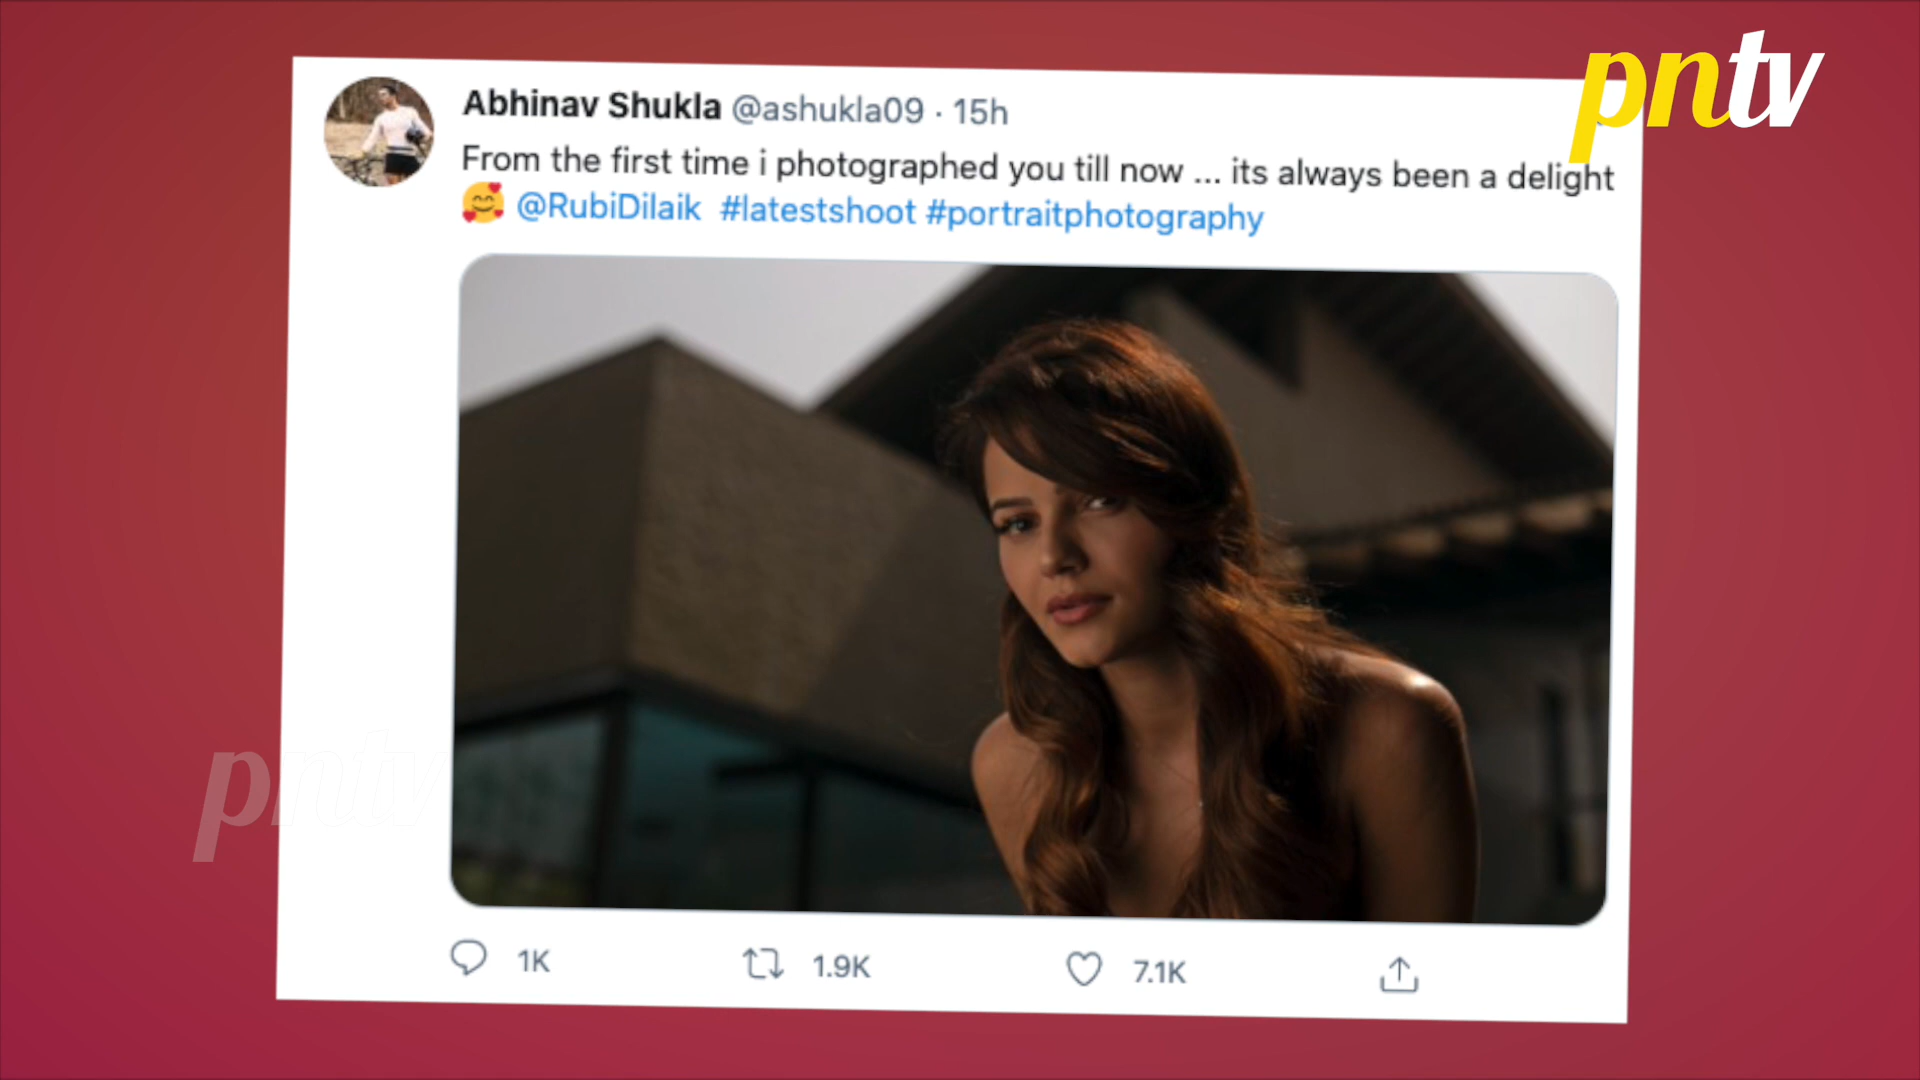 pntv
Abhinav Shukla @ashukla09 · 15h
From the first time i photographed you till now ... its always been a delight
🥰 @RubiDilaik #latestshoot #portraitphotography
pntv
1K 1.9K 7.1K